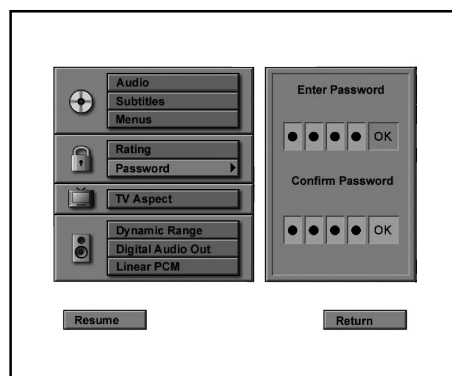 Audio
Subtitles
Menus
Rating
Password
TV Aspect
Dynamic Range
Digital Audio Out
Linear PCM
Enter Password
OK
Confirm Password
OK
Resume
Return